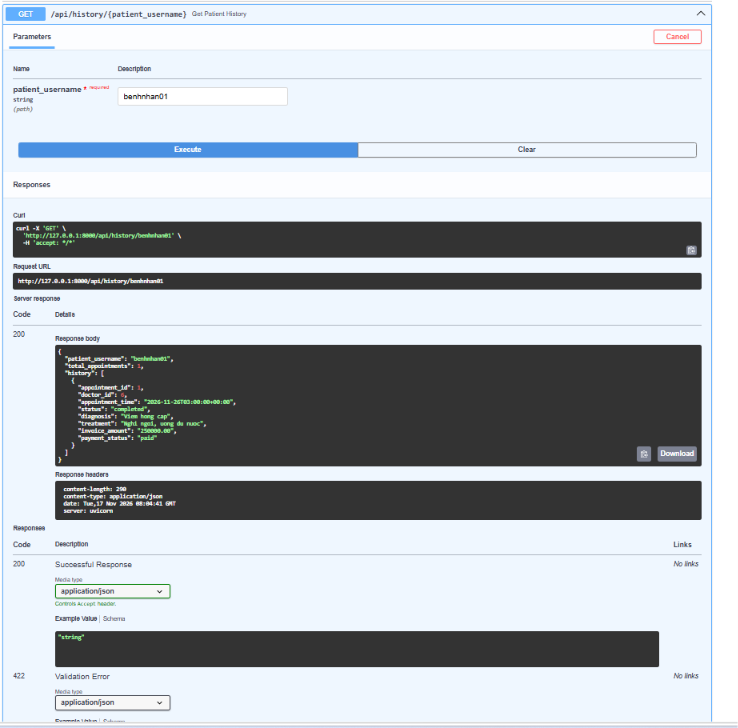 GET /api/history/{patient_username} Get Patient History
Parameters Cancel
Name Description
patient_username * required
string
(path)
benhnhan01
Execute Clear
Responses
Curl
curl -X 'GET' \
'http://127.0.0.1:8000/api/history/benhnhan01' \
-H 'accept: */*'
Request URL
http://127.0.0.1:8000/api/history/benhnhan01
Server response
Code Details
200
Response body
{
"patient_username": "benhnhan01",
"total_appointments": 1,
"history": [
{
"appointment_id": 1,
"doctor_id":
"appointment_time": "2026-11-26T03:00:00+00:00",
"status": "completed",
"diagnosis": "Viem hong cap",
"treatment": "Nghi ngoi, uong du nuoc",
"invoice_amount": "250000.00",
"payment_status": "paid"
}
]
}
Download
Response headers
content-length: 290
content-type: application/json
date: Tue,17 Nov 2026 08:04:41 GMT
server: uvicorn
Responses
Code Description Links
200 Successful Response No links
Media type
application/json
Controls Accept header.
Example Value | Schema
"string"
422 Validation Error No links
Media type
application/json
Example Value | Schema